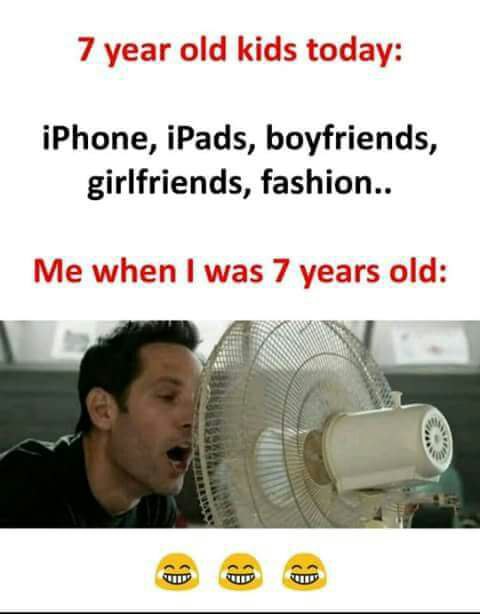 7 year old kids today:
iPhone, iPads, boyfriends,
girlfriends, fashion..
Me when I was 7 years old: